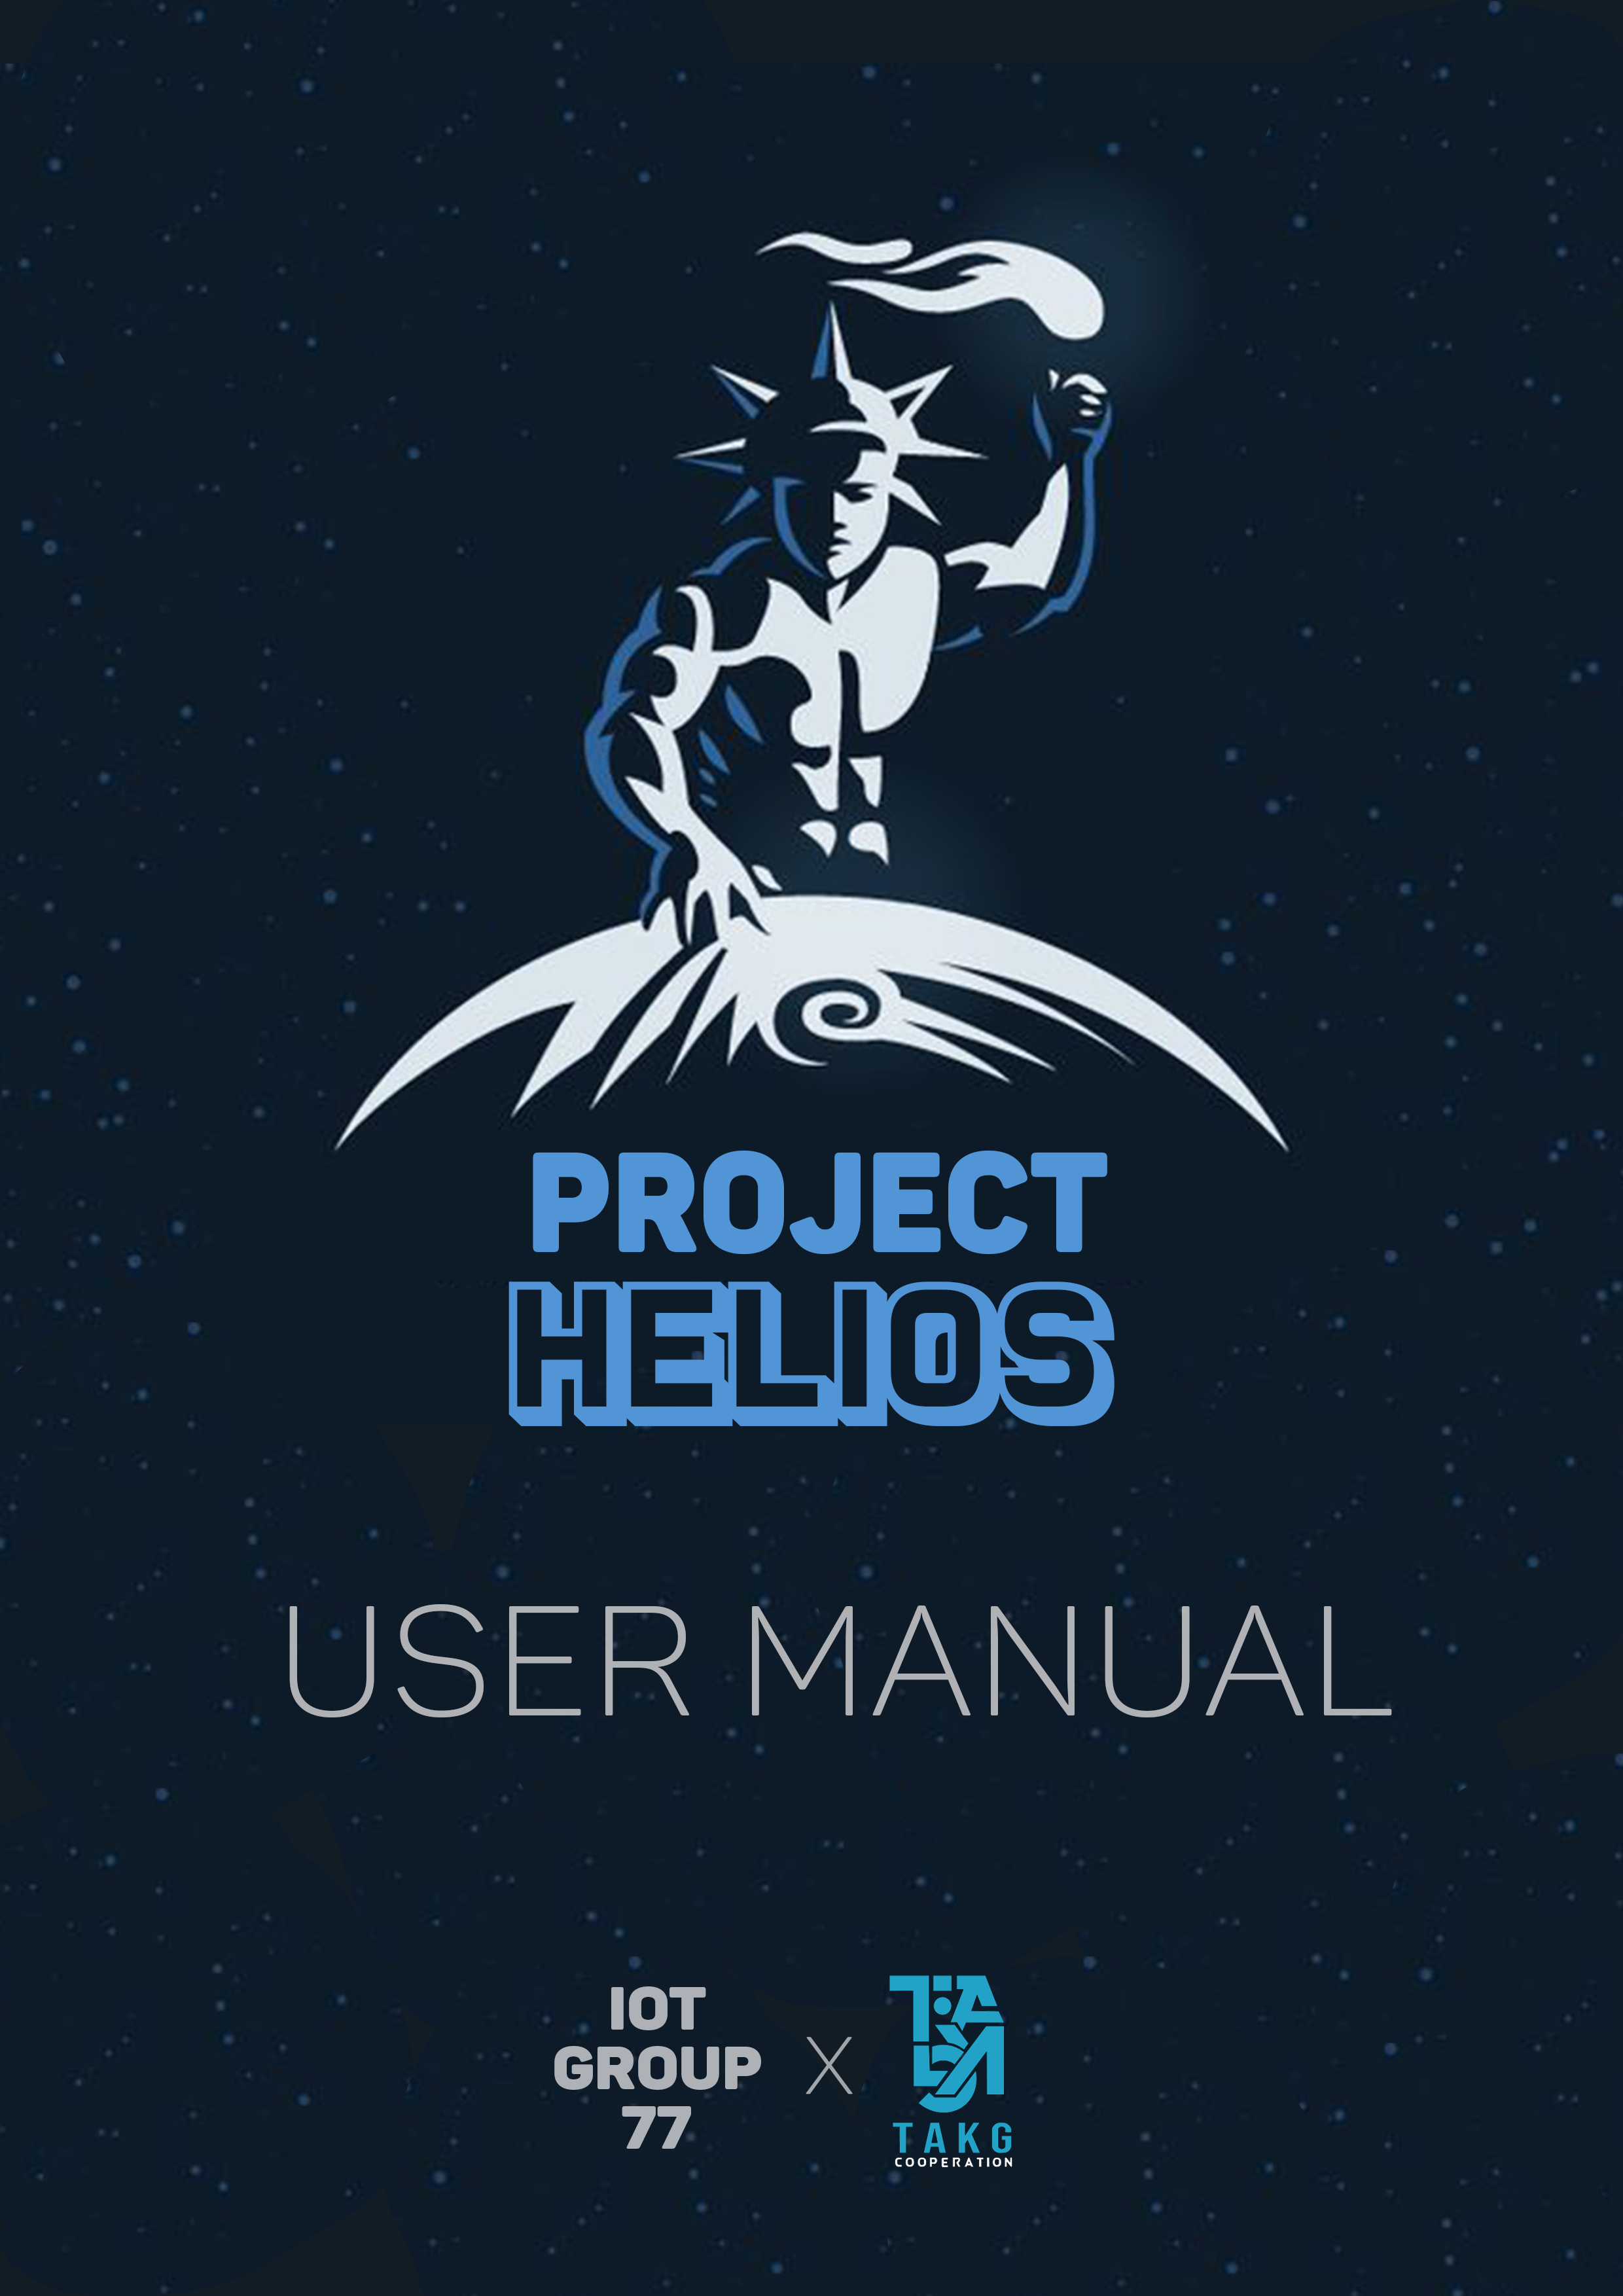 PROJECT
HELIOS
USER MANUAL
IOT
GROUP
77
X
TAKG
COOPERATION